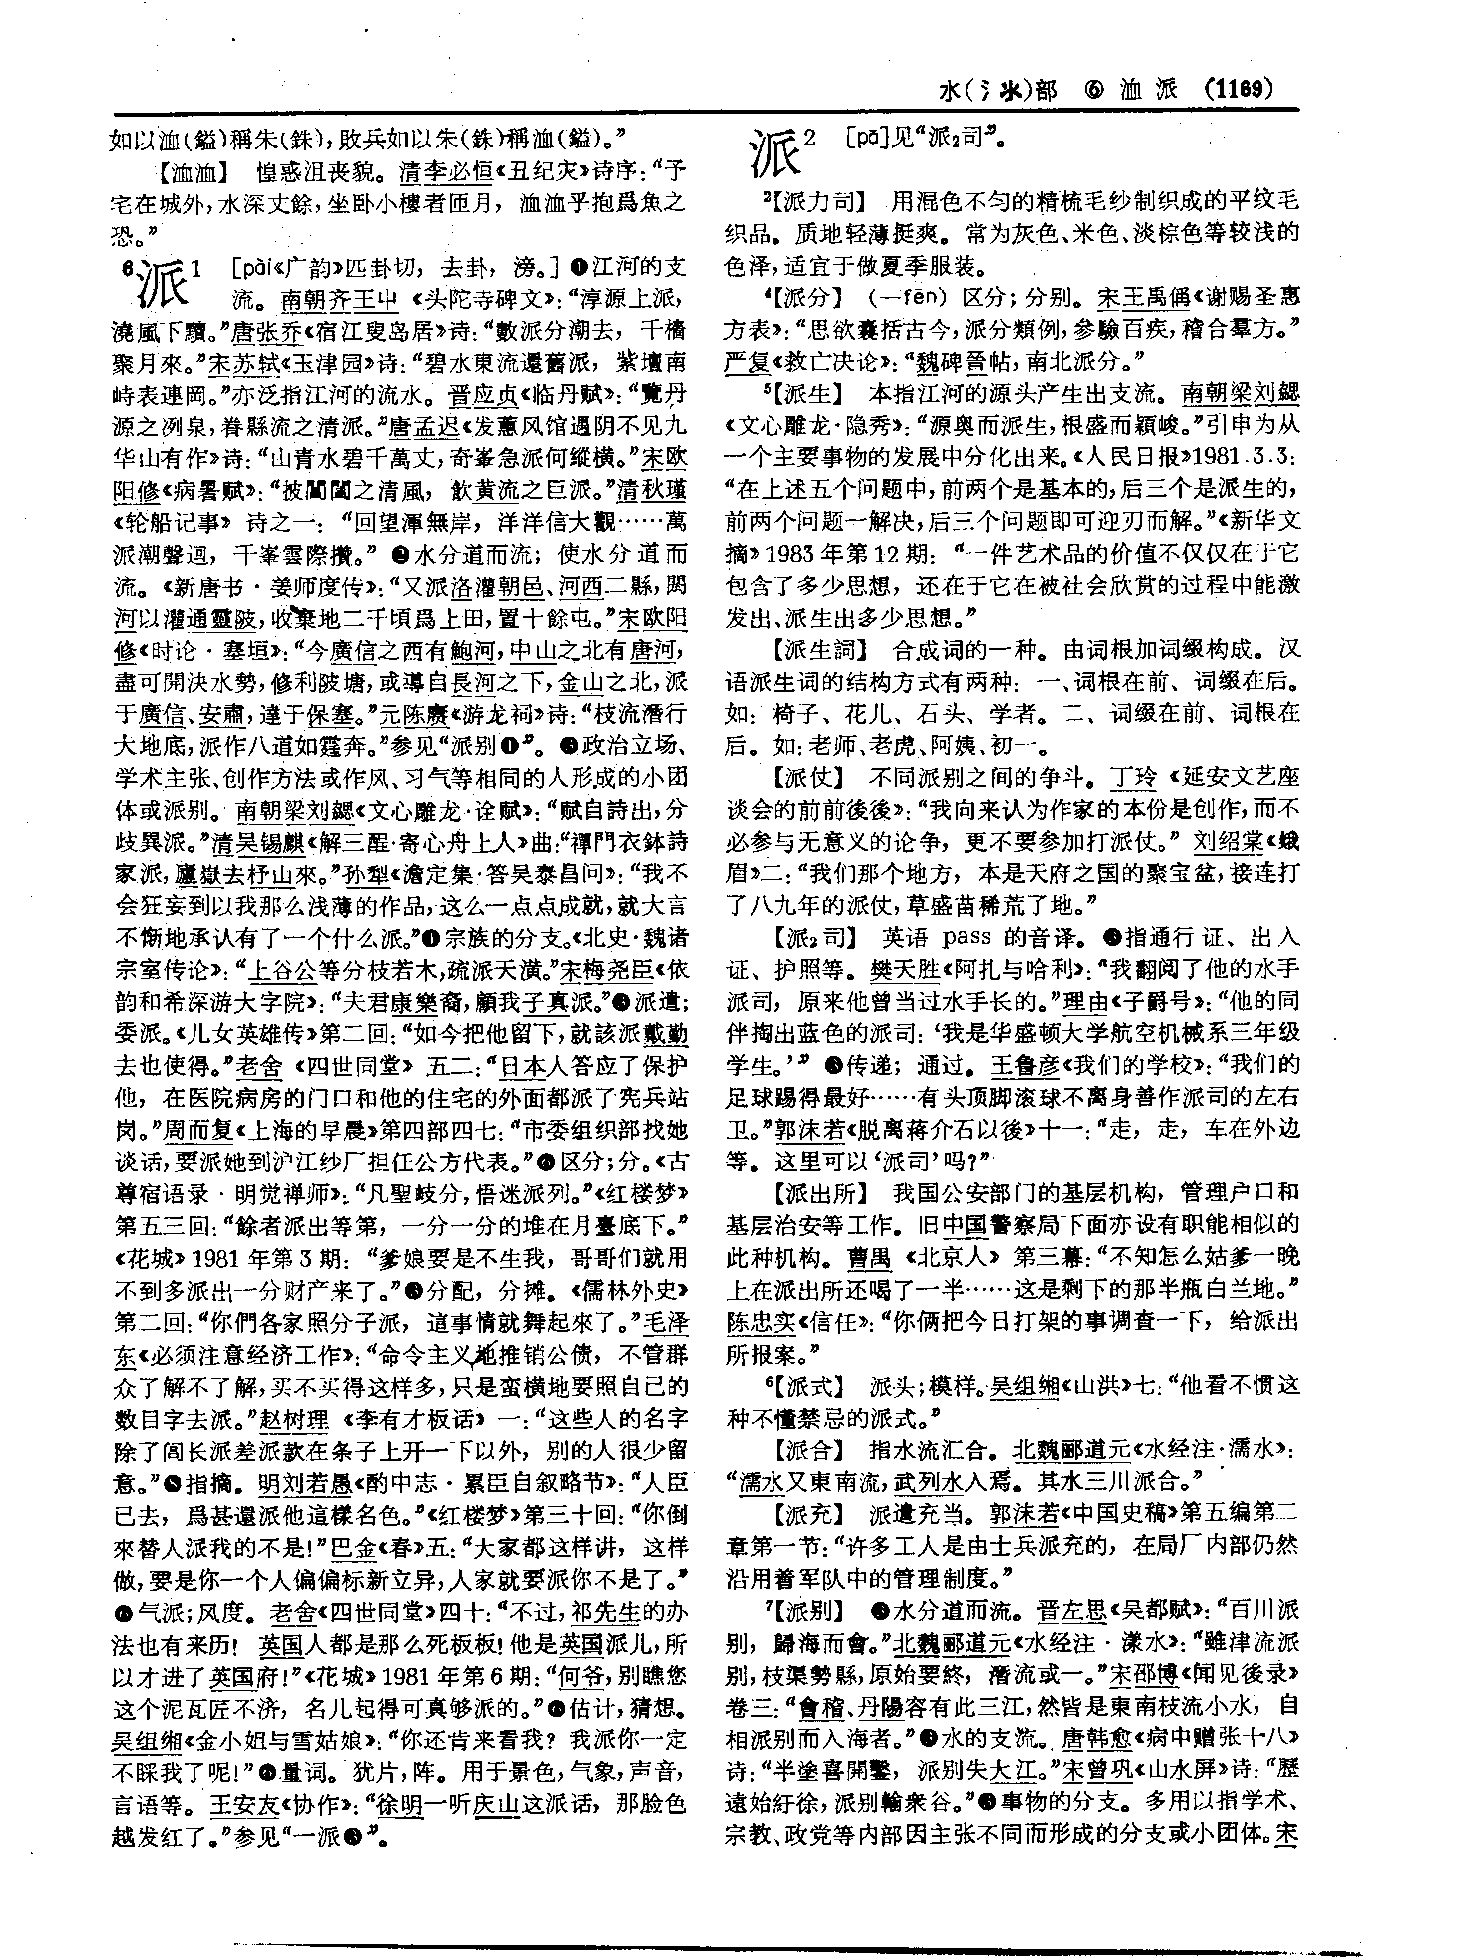 水(氵氺)部 ⑥ 洫 派 (1169)
如以洫(鎰)稱朱(銖),敗兵如以朱(銖)稱洫(鎰)。”
【洫洫】 惶惑沮丧貌。清李必恒《丑纪灾》诗序:“予
宅在城外,水深丈餘,坐卧小樓者匝月,洫洫乎抱爲魚之
恐。”
6派1 [pài《广韵》匹卦切,去卦,滂。]❶江河的支
流。南朝齐王屮《头陀寺碑文》:“淳源上派,
澆風下黷。”唐张乔《宿江叟岛居》诗:“數派分潮去,千檣
聚月來。”宋苏轼《玉津园》诗:“碧水東流還舊派,紫壇南
峙表連岡。”亦泛指江河的流水。晋应贞《临丹赋》:“覽丹
源之冽泉,眷縣流之清派。”唐孟迟《发蕙风馆遇阴不见九
华山有作》诗:“山青水碧千萬丈,奇峯急派何縱横。”宋欧
阳修《病暑赋》:“披閶闔之清風,飲黄流之巨派。”清秋瑾
《轮船记事》诗之一:“回望渾無岸,洋洋信大觀……萬
派潮聲迴,千峯雲際攢。”❷水分道而流;使水分道而
流。《新唐书·姜师度传》:“又派洛灌朝邑、河西二縣,閼
河以灌通靈陂,收棄地二千頃爲上田,置十餘屯。”宋欧阳
修《时论·塞垣》:“今廣信之西有鮑河,中山之北有唐河,
盡可開決水勢,修利陂塘,或導自長河之下,金山之北,派
于廣信、安肅,達于保塞。”元陈赓《游龙祠》诗:“枝流潛行
大地底,派作八道如霆奔。”参见“派别❶”。❸政治立场、
学术主张、创作方法或作风、习气等相同的人形成的小团
体或派别。南朝梁刘勰《文心雕龙·诠赋》:“赋自詩出,分
歧異派。”清吴锡麒《解三酲·寄心舟上人》曲:“禪門衣鉢詩
家派,廬嶽去杼山來。”孙犁《澹定集·答吴泰昌问》:“我不
会狂妄到以我那么浅薄的作品,这么一点点成就,就大言
不惭地承认有了一个什么派。”❹宗族的分支。《北史·魏诸
宗室传论》:“上谷公等分枝若木,疏派天潢。”宋梅尧臣《依
韵和希深游大字院》:“夫君康樂裔,顧我子真派。”❺派遣;
委派。《儿女英雄传》第二回:“如今把他留下,就該派戴勤
去也使得。”老舍《四世同堂》五二:“日本人答应了保护
他,在医院病房的门口和他的住宅的外面都派了宪兵站
岗。”周而复《上海的早晨》第四部四七:“市委组织部找她
谈话,要派她到沪江纱厂担任公方代表。”❻区分;分。《古
尊宿语录·明觉禅师》:“凡聖岐分,悟迷派列。”《红楼梦》
第五三回:“餘者派出等第,一分一分的堆在月臺底下。”
《花城》1981年第3期:“爹娘要是不生我,哥哥们就用
不到多派出一分财产来了。”❼分配,分摊。《儒林外史》
第二回:“你們各家照分子派,這事情就舞起來了。”毛泽
东《必须注意经济工作》:“命令主义地推销公债,不管群
众了解不了解,买不买得这样多,只是蛮横地要照自己的
数目字去派。”赵树理《李有才板话》一:“这些人的名字
除了闾长派差派款在条子上开一下以外,别的人很少留
意。”❽指摘。明刘若愚《酌中志·累臣自叙略节》:“人臣
已去,爲甚還派他這樣名色。”《红楼梦》第三十回:“你倒
來替人派我的不是!”巴金《春》五:“大家都这样讲,这样
做,要是你一个人偏偏标新立异,人家就要派你不是了。”
❾气派;风度。老舍《四世同堂》四十:“不过,祁先生的办
法也有来历!英国人都是那么死板板!他是英国派儿,所
以才进了英国府!”《花城》1981年第6期:“何爷,别瞧您
这个泥瓦匠不济,名儿起得可真够派的。”❿估计,猜想。
吴组缃《金小姐与雪姑娘》:“你还肯来看我?我派你一定
不睬我了呢!”⓫量词。犹片,阵。用于景色,气象,声音,
言语等。王安友《协作》:“徐明一听庆山这派话,那脸色
越发红了。”参见“一派❸”。
派2 [pā]见“派₂司”。
²【派力司】 用混色不匀的精梳毛纱制织成的平纹毛
织品。质地轻薄挺爽。常为灰色、米色、淡棕色等较浅的
色泽,适宜于做夏季服装。
⁴【派分】 (—fēn)区分;分别。宋王禹偁《谢赐圣惠
方表》:“思欲囊括古今,派分類例,參驗百疾,稽合羣方。”
严复《救亡决论》:“魏碑晉帖,南北派分。”
⁵【派生】 本指江河的源头产生出支流。南朝梁刘勰
《文心雕龙·隐秀》:“源奥而派生,根盛而穎峻。”引申为从
一个主要事物的发展中分化出来。《人民日报》1981.3.3:
“在上述五个问题中,前两个是基本的,后三个是派生的,
前两个问题一解决,后三个问题即可迎刃而解。”《新华文
摘》1983年第12期:“一件艺术品的价值不仅仅在于它
包含了多少思想,还在于它在被社会欣赏的过程中能激
发出、派生出多少思想。”
【派生詞】 合成词的一种。由词根加词缀构成。汉
语派生词的结构方式有两种:一、词根在前、词缀在后。
如:椅子、花儿、石头、学者。二、词缀在前、词根在
后。如:老师、老虎、阿姨、初一。
【派仗】 不同派别之间的争斗。丁玲《延安文艺座
谈会的前前後後》:“我向来认为作家的本份是创作,而不
必参与无意义的论争,更不要参加打派仗。”刘绍棠《蛾
眉》二:“我们那个地方,本是天府之国的聚宝盆,接连打
了八九年的派仗,草盛苗稀荒了地。”
【派₂司】 英语pass的音译。❶指通行证、出入
证、护照等。樊天胜《阿扎与哈利》:“我翻阅了他的水手
派司,原来他曾当过水手长的。”理由《子爵号》:“他的同
伴掏出蓝色的派司:‘我是华盛顿大学航空机械系三年级
学生。’”❷传递;通过。王鲁彦《我们的学校》:“我们的
足球踢得最好……有头顶脚滚球不离身善作派司的左右
卫。”郭沫若《脱离蒋介石以後》十一:“走,走,车在外边
等。这里可以‘派司’吗?”
【派出所】 我国公安部门的基层机构,管理户口和
基层治安等工作。旧中国警察局下面亦设有职能相似的
此种机构。曹禺《北京人》第三幕:“不知怎么姑爹一晚
上在派出所还喝了一半……这是剩下的那半瓶白兰地。”
陈忠实《信任》:“你俩把今日打架的事调查一下,给派出
所报案。”
⁶【派式】 派头;模样。吴组缃《山洪》七:“他看不惯这
种不懂禁忌的派式。”
【派合】 指水流汇合。北魏郦道元《水经注·濡水》:
“濡水又東南流,武列水入焉。其水三川派合。”
【派充】 派遣充当。郭沫若《中国史稿》第五编第二
章第一节:“许多工人是由士兵派充的,在局厂内部仍然
沿用着军队中的管理制度。”
⁷【派别】 ❶水分道而流。晋左思《吴都赋》:“百川派
别,歸海而會。”北魏郦道元《水经注·漾水》:“雖津流派
别,枝渠勢縣,原始要終,潛流或一。”宋邵博《闻见後录》
卷三:“會稽、丹陽容有此三江,然皆是東南枝流小水,自
相派别而入海者。”❷水的支流。唐韩愈《病中赠张十八》
诗:“半塗喜開鑿,派别失大江。”宋曾巩《山水屏》诗:“歷
遠始紆徐,派别輸衆谷。”❸事物的分支。多用以指学术、
宗教、政党等内部因主张不同而形成的分支或小团体。宋